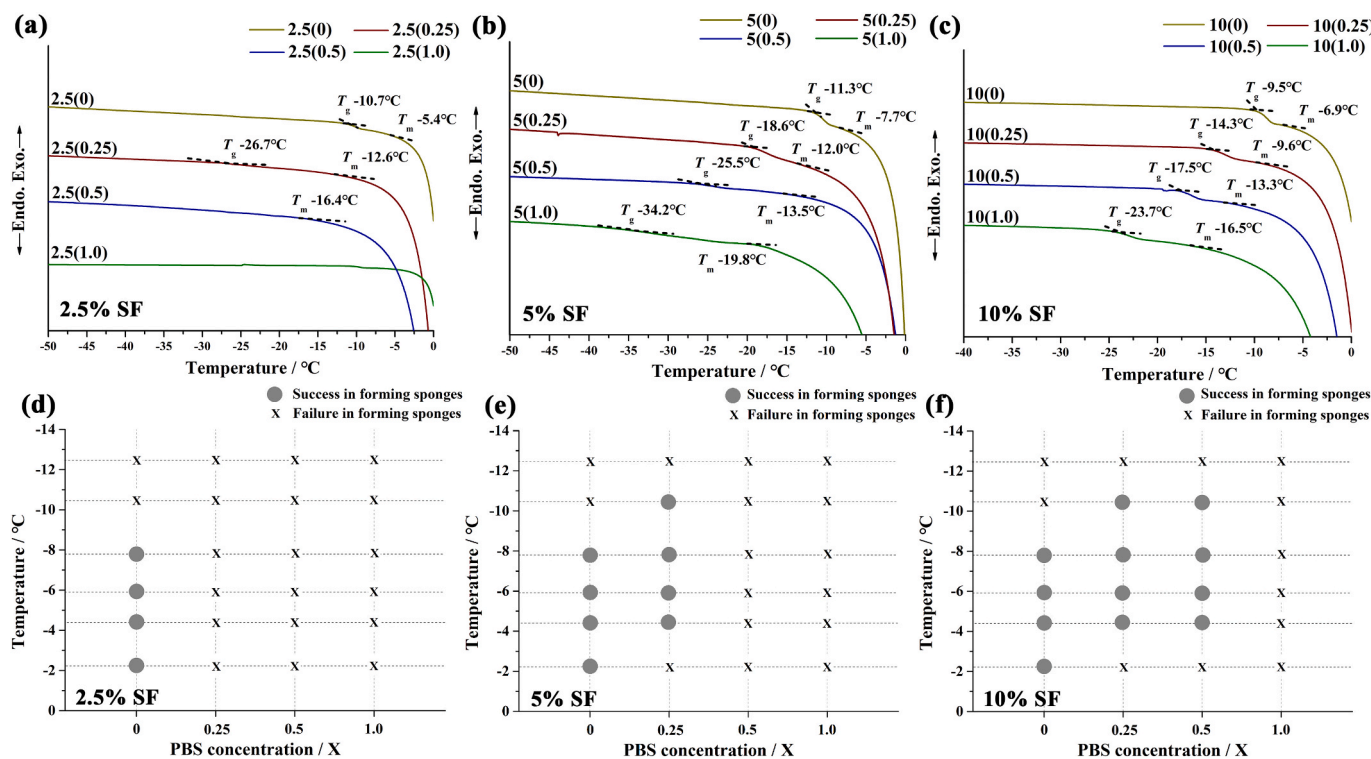 (a)
2.5(0)
2.5(0.25)
2.5(0.5)
2.5(1.0)
2.5(0)
Tg -10.7°C
Tm -5.4°C
2.5(0.25)
Tg -26.7°C
Tm -12.6°C
2.5(0.5)
Tm -16.4°C
2.5(1.0)
2.5% SF
Endo. Exo.
-50 -45 -40 -35 -30 -25 -20 -15 -10 -5 0
Temperature / °C
(b)
5(0)
5(0.25)
5(0.5)
5(1.0)
5(0)
Tg -11.3°C
Tm -7.7°C
5(0.25)
Tg -18.6°C
Tm -12.0°C
5(0.5)
Tg -25.5°C
Tm -13.5°C
5(1.0)
Tg -34.2°C
Tm -19.8°C
5% SF
Endo. Exo.
-50 -45 -40 -35 -30 -25 -20 -15 -10 -5 0
Temperature / °C
(c)
10(0)
10(0.25)
10(0.5)
10(1.0)
10(0)
Tg -9.5°C
Tm -6.9°C
10(0.25)
Tg -14.3°C
Tm -9.6°C
10(0.5)
Tg -17.5°C
Tm -13.3°C
10(1.0)
Tg -23.7°C
Tm -16.5°C
10% SF
Endo. Exo.
-40 -35 -30 -25 -20 -15 -10 -5 0
Temperature / °C
(d)
Success in forming sponges
X Failure in forming sponges
-14
-12
X X X X
X X X X
-10
-8
X X X
-6
X X X
-4
X X X
-2
X X X
0
2.5% SF
Temperature / °C
0 0.25 0.5 1.0
PBS concentration / X
(e)
Success in forming sponges
X Failure in forming sponges
-14
-12
X X X X
X X X
-10
-8
X X
-6
X X
-4
X X
-2
X X X
0
5% SF
Temperature / °C
0 0.25 0.5 1.0
PBS concentration / X
(f)
Success in forming sponges
X Failure in forming sponges
-14
-12
X X X X
X X
-10
-8
X
-6
X
-4
X
-2
X X X
0
10% SF
Temperature / °C
0 0.25 0.5 1.0
PBS concentration / X